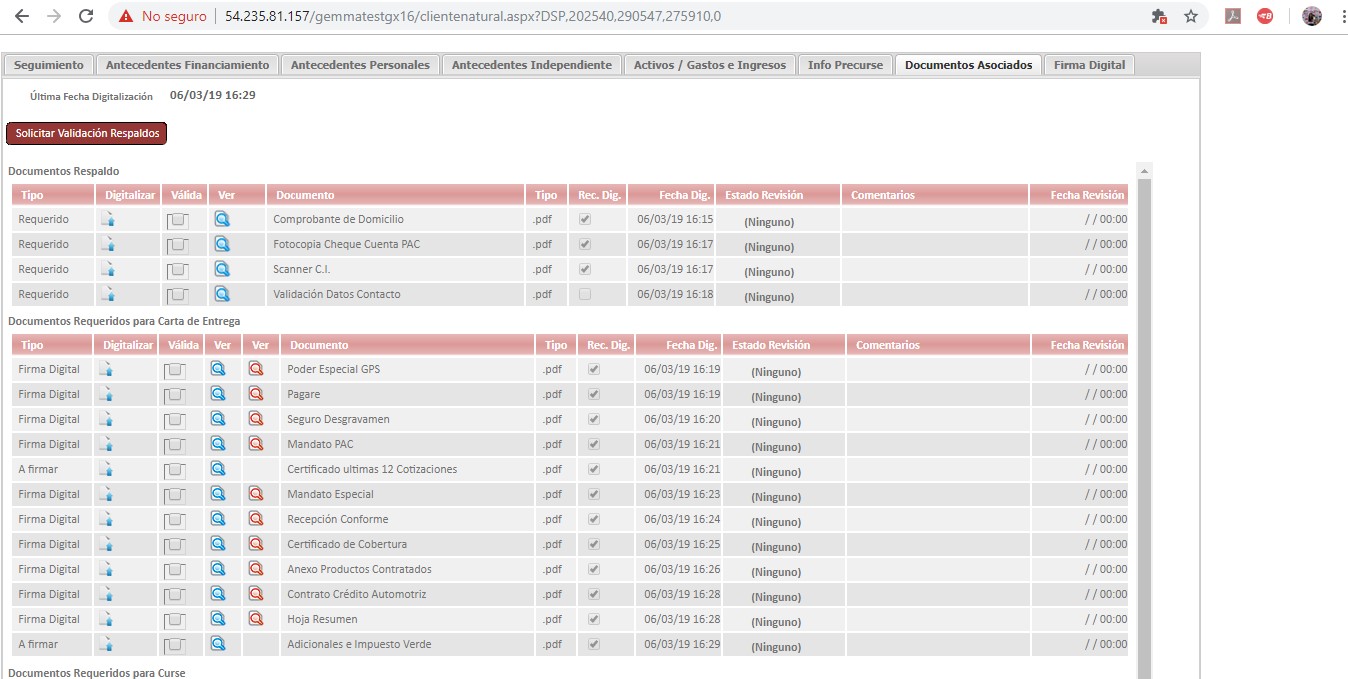 No seguro 54.235.81.157/gemmatestgx16/clientenatural.aspx?DSP,202540,290547,275910,0
Seguimiento Antecedentes Financiamiento Antecedentes Personales Antecedentes Independiente Activos / Gastos e Ingresos Info Precurse Documentos Asociados Firma Digital
Última Fecha Digitalización 06/03/19 16:29
Solicitar Validación Respaldos
Documentos Respaldo
Tipo Digitalizar Válida Ver Documento Tipo Rec. Dig. Fecha Dig. Estado Revisión Comentarios Fecha Revisión
Requerido Comprobante de Domicilio .pdf 06/03/19 16:15 (Ninguno) / / 00:00
Requerido Fotocopia Cheque Cuenta PAC .pdf 06/03/19 16:17 (Ninguno) / / 00:00
Requerido Scanner C.I. .pdf 06/03/19 16:17 (Ninguno) / / 00:00
Requerido Validación Datos Contacto .pdf 06/03/19 16:18 (Ninguno) / / 00:00
Documentos Requeridos para Carta de Entrega
Tipo Digitalizar Válida Ver Ver Documento Tipo Rec. Dig. Fecha Dig. Estado Revisión Comentarios Fecha Revisión
Firma Digital Poder Especial GPS .pdf 06/03/19 16:19 (Ninguno) / / 00:00
Firma Digital Pagare .pdf 06/03/19 16:19 (Ninguno) / / 00:00
Firma Digital Seguro Desgravamen .pdf 06/03/19 16:20 (Ninguno) / / 00:00
Firma Digital Mandato PAC .pdf 06/03/19 16:21 (Ninguno) / / 00:00
A firmar Certificado ultimas 12 Cotizaciones .pdf 06/03/19 16:21 (Ninguno) / / 00:00
Firma Digital Mandato Especial .pdf 06/03/19 16:23 (Ninguno) / / 00:00
Firma Digital Recepción Conforme .pdf 06/03/19 16:24 (Ninguno) / / 00:00
Firma Digital Certificado de Cobertura .pdf 06/03/19 16:25 (Ninguno) / / 00:00
Firma Digital Anexo Productos Contratados .pdf 06/03/19 16:26 (Ninguno) / / 00:00
Firma Digital Contrato Crédito Automotriz .pdf 06/03/19 16:28 (Ninguno) / / 00:00
Firma Digital Hoja Resumen .pdf 06/03/19 16:28 (Ninguno) / / 00:00
A firmar Adicionales e Impuesto Verde .pdf 06/03/19 16:29 (Ninguno) / / 00:00
Documentos Requeridos para Curse